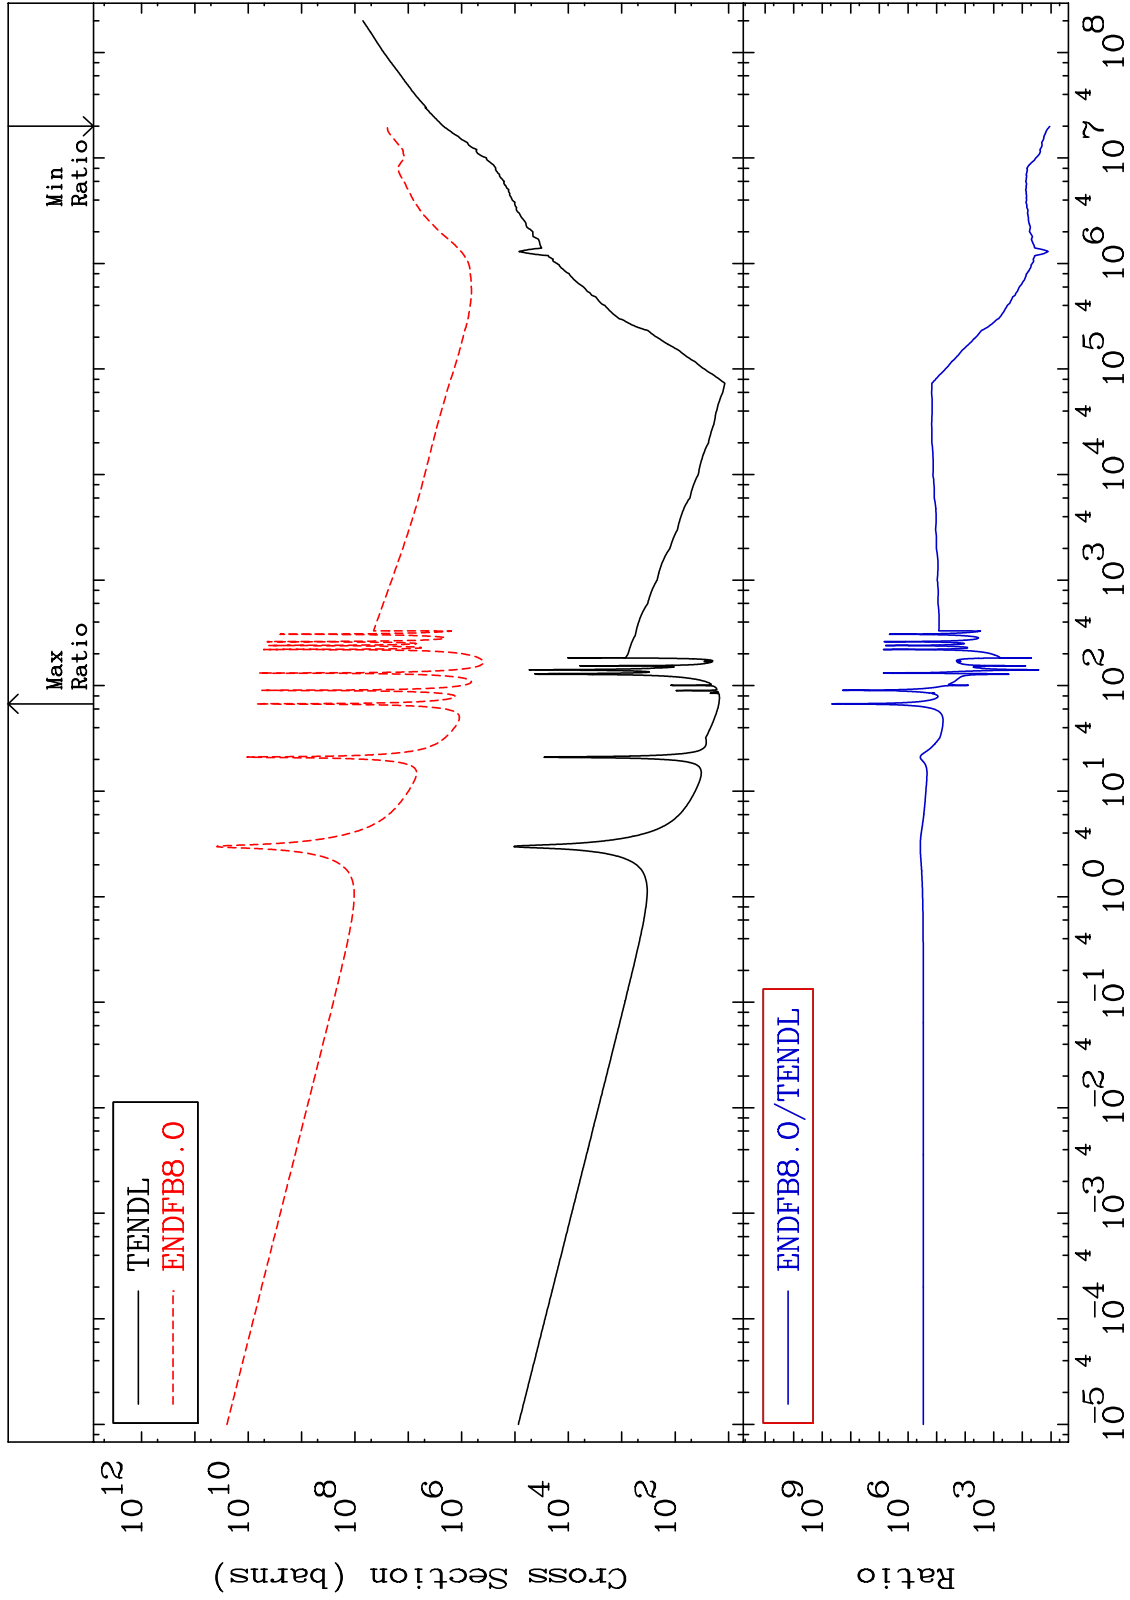 Max
Ratio
Min
Ratio
TENDL
ENDFB8.0
10^12
10^10
10^8
10^6
10^4
10^2
Cross Section (barns)
ENDFB8.0/TENDL
10^9
10^6
10^3
Ratio
10^-5 4 10^-4 4 10^-3 4 10^-2 4 10^-1 4 10^0 4 10^1 4 10^2 4 10^3 4 10^4 4 10^5 4 10^6 4 10^7 4 10^8